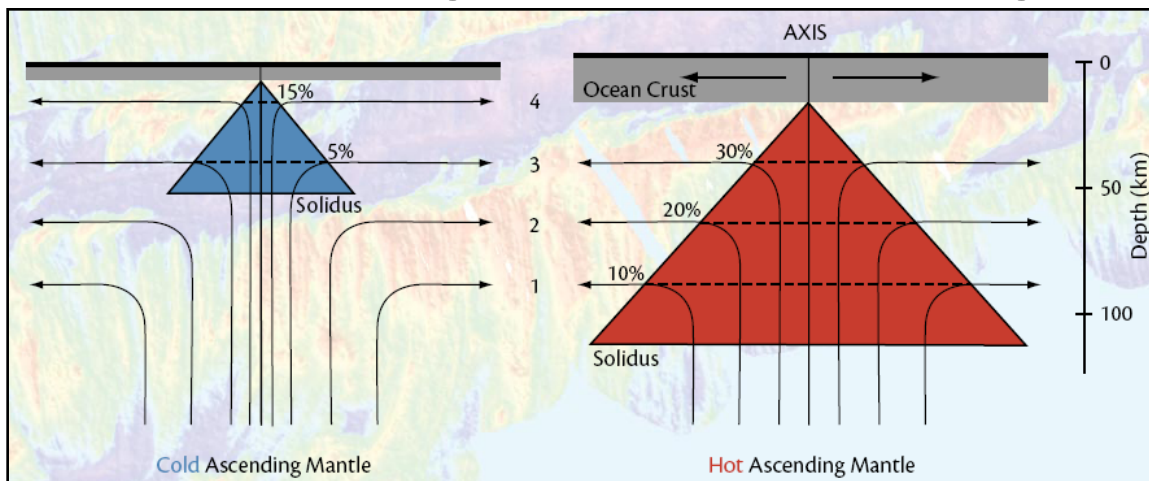 AXIS
Ocean Crust
0
15%
4
5%
3
30%
Solidus
50
2
20%
1
10%
100
Depth (km)
Solidus
Cold Ascending Mantle
Hot Ascending Mantle